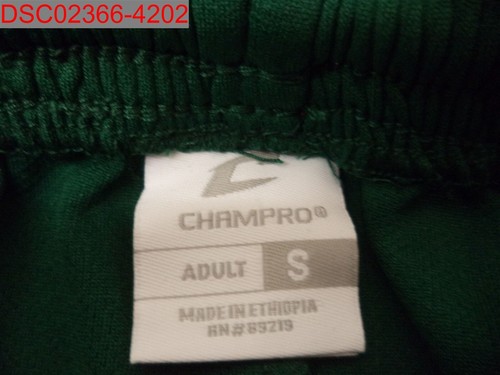 DSC02366-4202
CHAMPRO®
ADULT S
MADE IN ETHIOPIA
RN# 89219